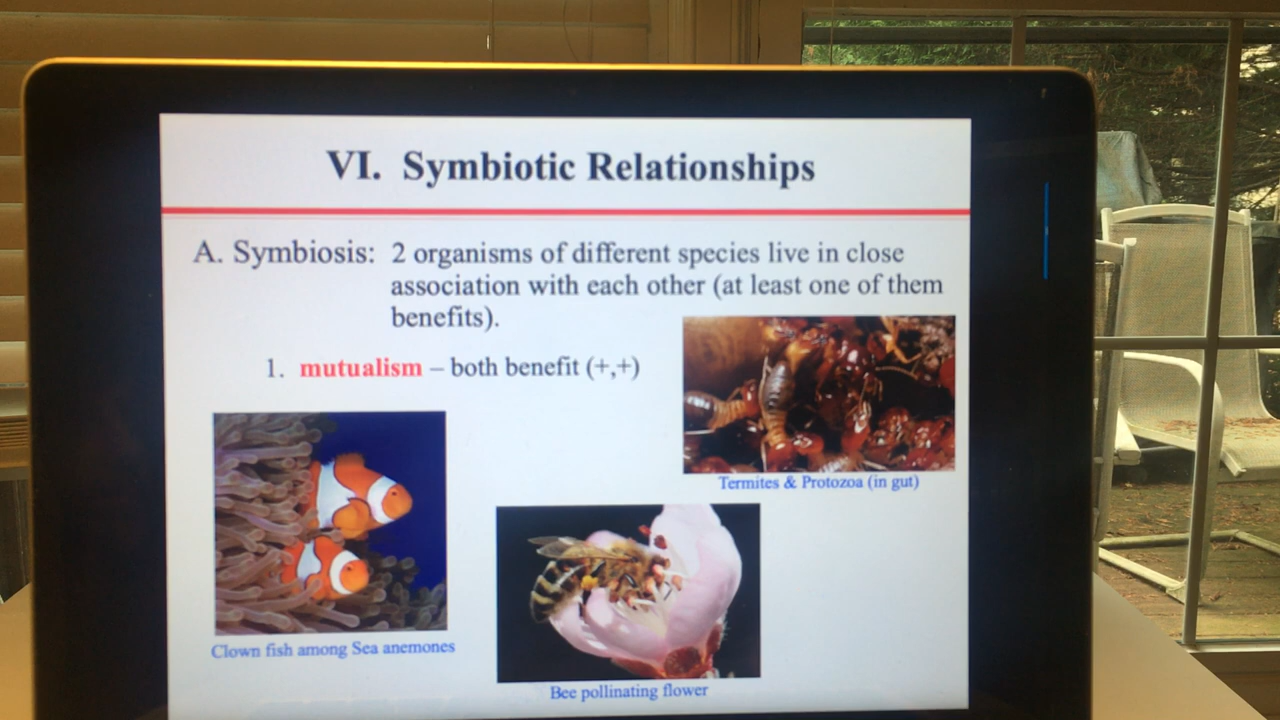 VI. Symbiotic Relationships
A. Symbiosis: 2 organisms of different species live in close
association with each other (at least one of them
benefits).
1. mutualism – both benefit (+,+)
Termites & Protozoa (in gut)
Clown fish among Sea anemones
Bee pollinating flower